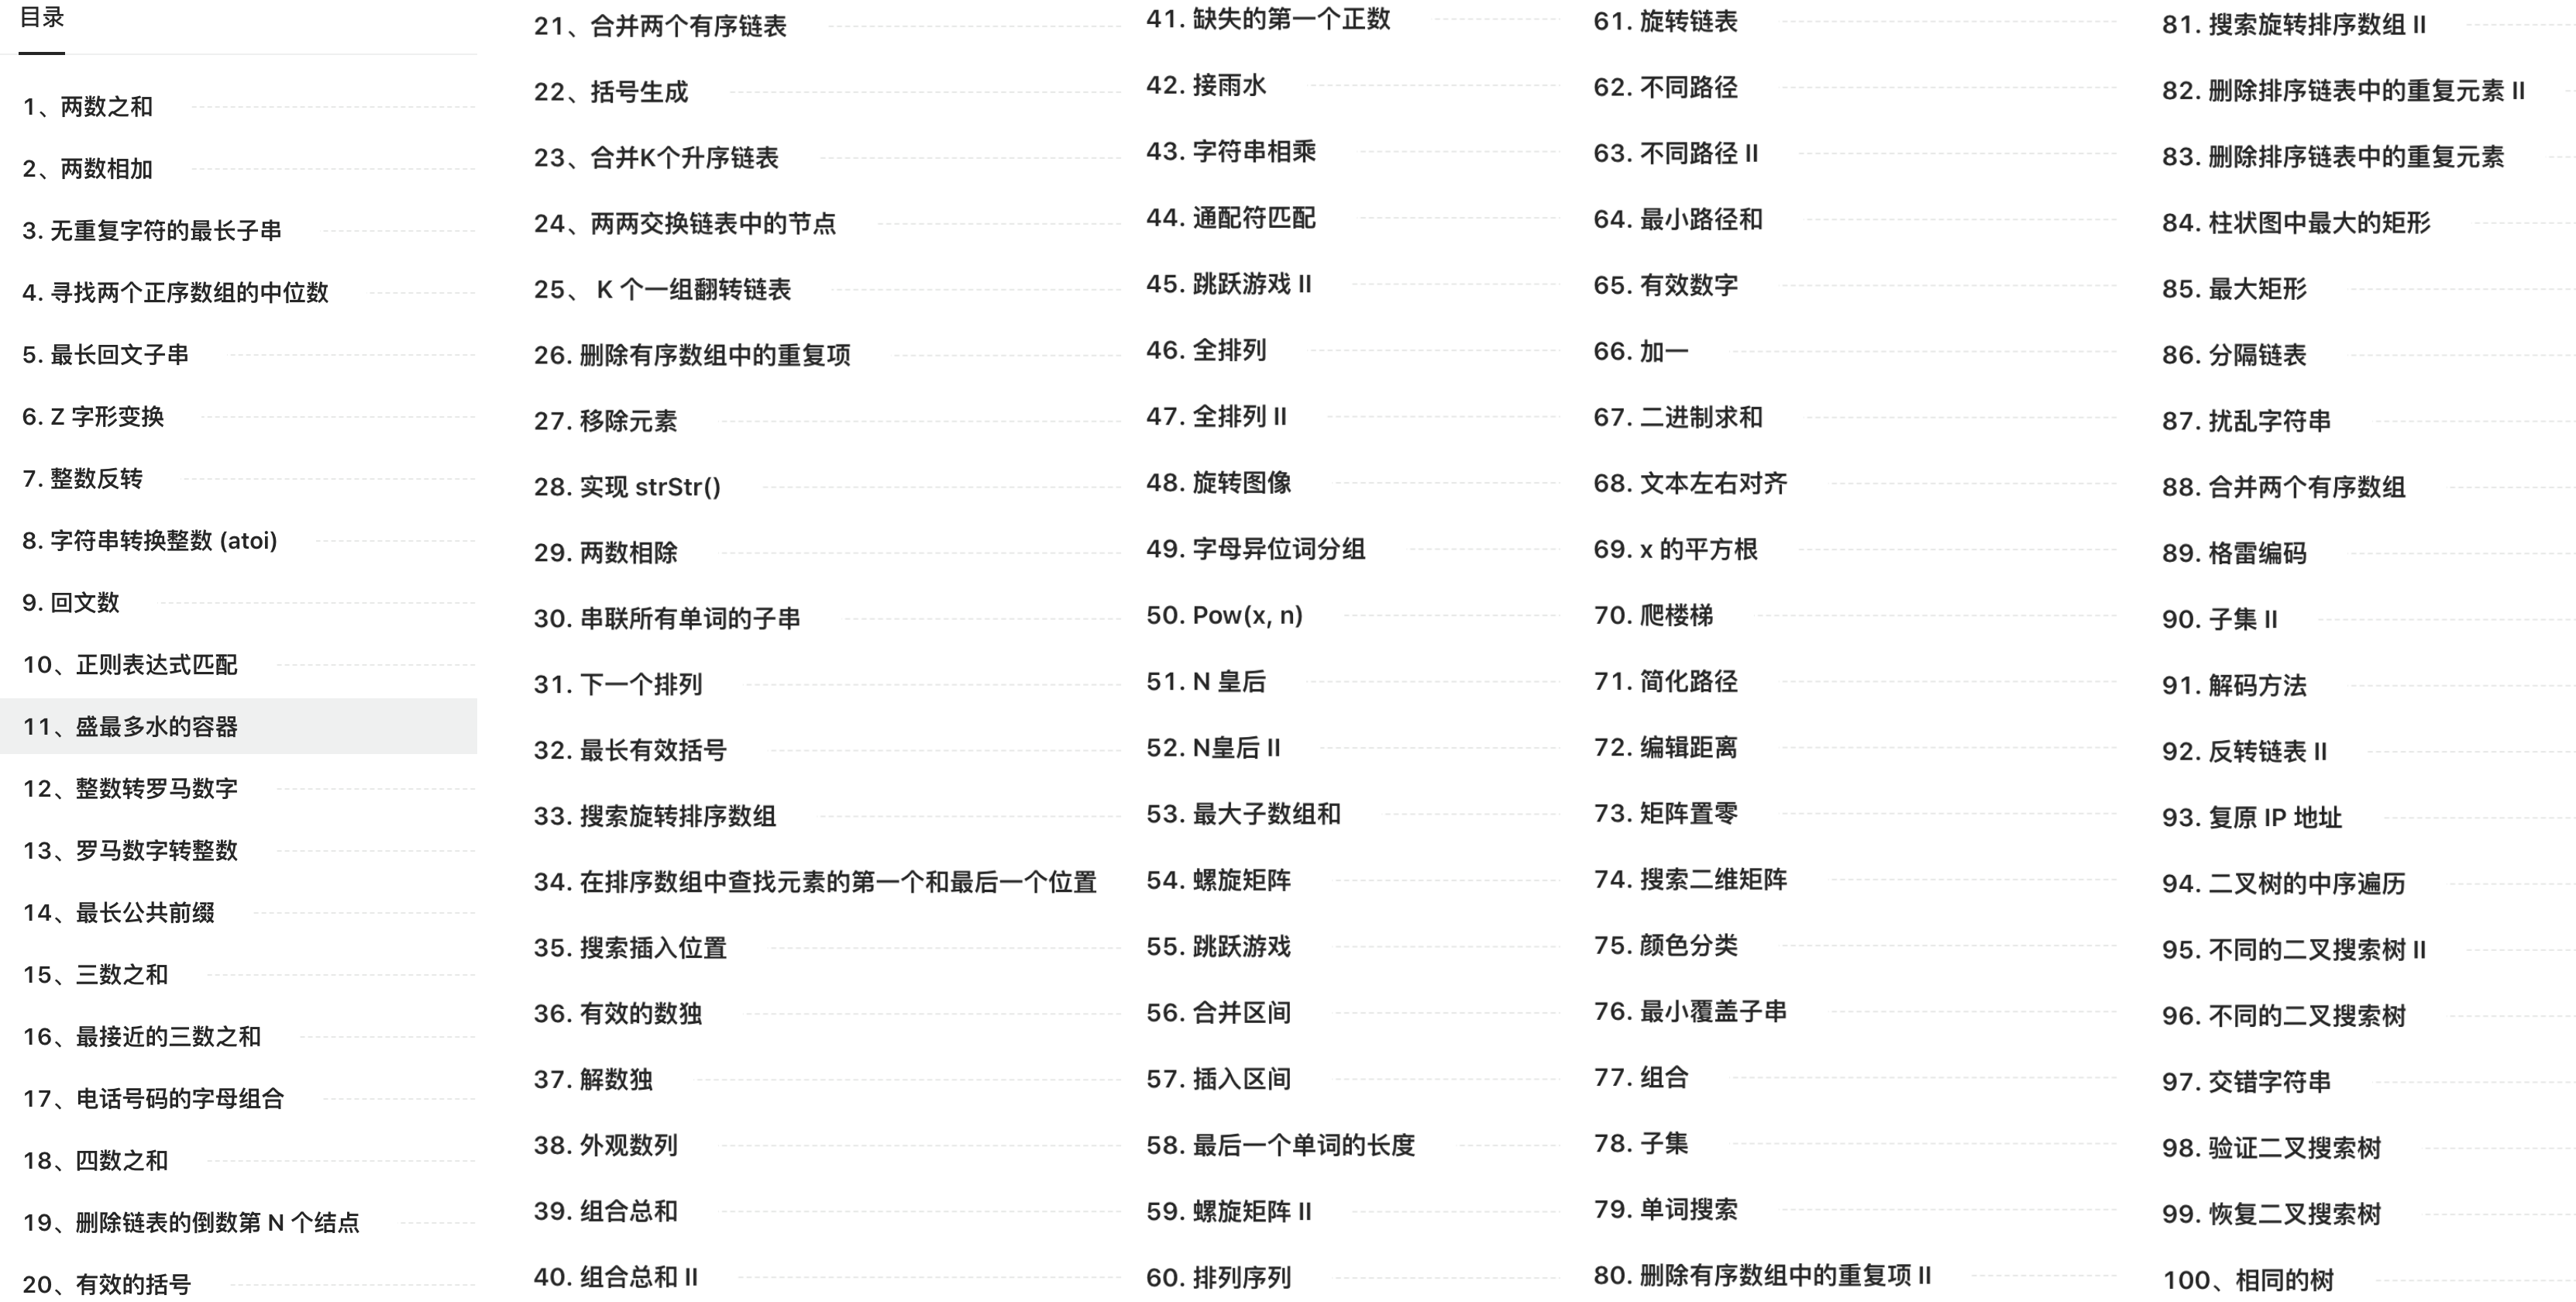 目录
1、两数之和
2、两数相加
3. 无重复字符的最长子串
4. 寻找两个正序数组的中位数
5. 最长回文子串
6. Z 字形变换
7. 整数反转
8. 字符串转换整数 (atoi)
9. 回文数
10、正则表达式匹配
11、盛最多水的容器
12、整数转罗马数字
13、罗马数字转整数
14、最长公共前缀
15、三数之和
16、最接近的三数之和
17、电话号码的字母组合
18、四数之和
19、删除链表的倒数第 N 个结点
20、有效的括号
21、合并两个有序链表
22、括号生成
23、合并K个升序链表
24、两两交换链表中的节点
25、 K 个一组翻转链表
26. 删除有序数组中的重复项
27. 移除元素
28. 实现 strStr()
29. 两数相除
30. 串联所有单词的子串
31. 下一个排列
32. 最长有效括号
33. 搜索旋转排序数组
34. 在排序数组中查找元素的第一个和最后一个位置
35. 搜索插入位置
36. 有效的数独
37. 解数独
38. 外观数列
39. 组合总和
40. 组合总和 II
41. 缺失的第一个正数
42. 接雨水
43. 字符串相乘
44. 通配符匹配
45. 跳跃游戏 II
46. 全排列
47. 全排列 II
48. 旋转图像
49. 字母异位词分组
50. Pow(x, n)
51. N 皇后
52. N皇后 II
53. 最大子数组和
54. 螺旋矩阵
55. 跳跃游戏
56. 合并区间
57. 插入区间
58. 最后一个单词的长度
59. 螺旋矩阵 II
60. 排列序列
61. 旋转链表
62. 不同路径
63. 不同路径 II
64. 最小路径和
65. 有效数字
66. 加一
67. 二进制求和
68. 文本左右对齐
69. x 的平方根
70. 爬楼梯
71. 简化路径
72. 编辑距离
73. 矩阵置零
74. 搜索二维矩阵
75. 颜色分类
76. 最小覆盖子串
77. 组合
78. 子集
79. 单词搜索
80. 删除有序数组中的重复项 II
81. 搜索旋转排序数组 II
82. 删除排序链表中的重复元素 II
83. 删除排序链表中的重复元素
84. 柱状图中最大的矩形
85. 最大矩形
86. 分隔链表
87. 扰乱字符串
88. 合并两个有序数组
89. 格雷编码
90. 子集 II
91. 解码方法
92. 反转链表 II
93. 复原 IP 地址
94. 二叉树的中序遍历
95. 不同的二叉搜索树 II
96. 不同的二叉搜索树
97. 交错字符串
98. 验证二叉搜索树
99. 恢复二叉搜索树
100、相同的树